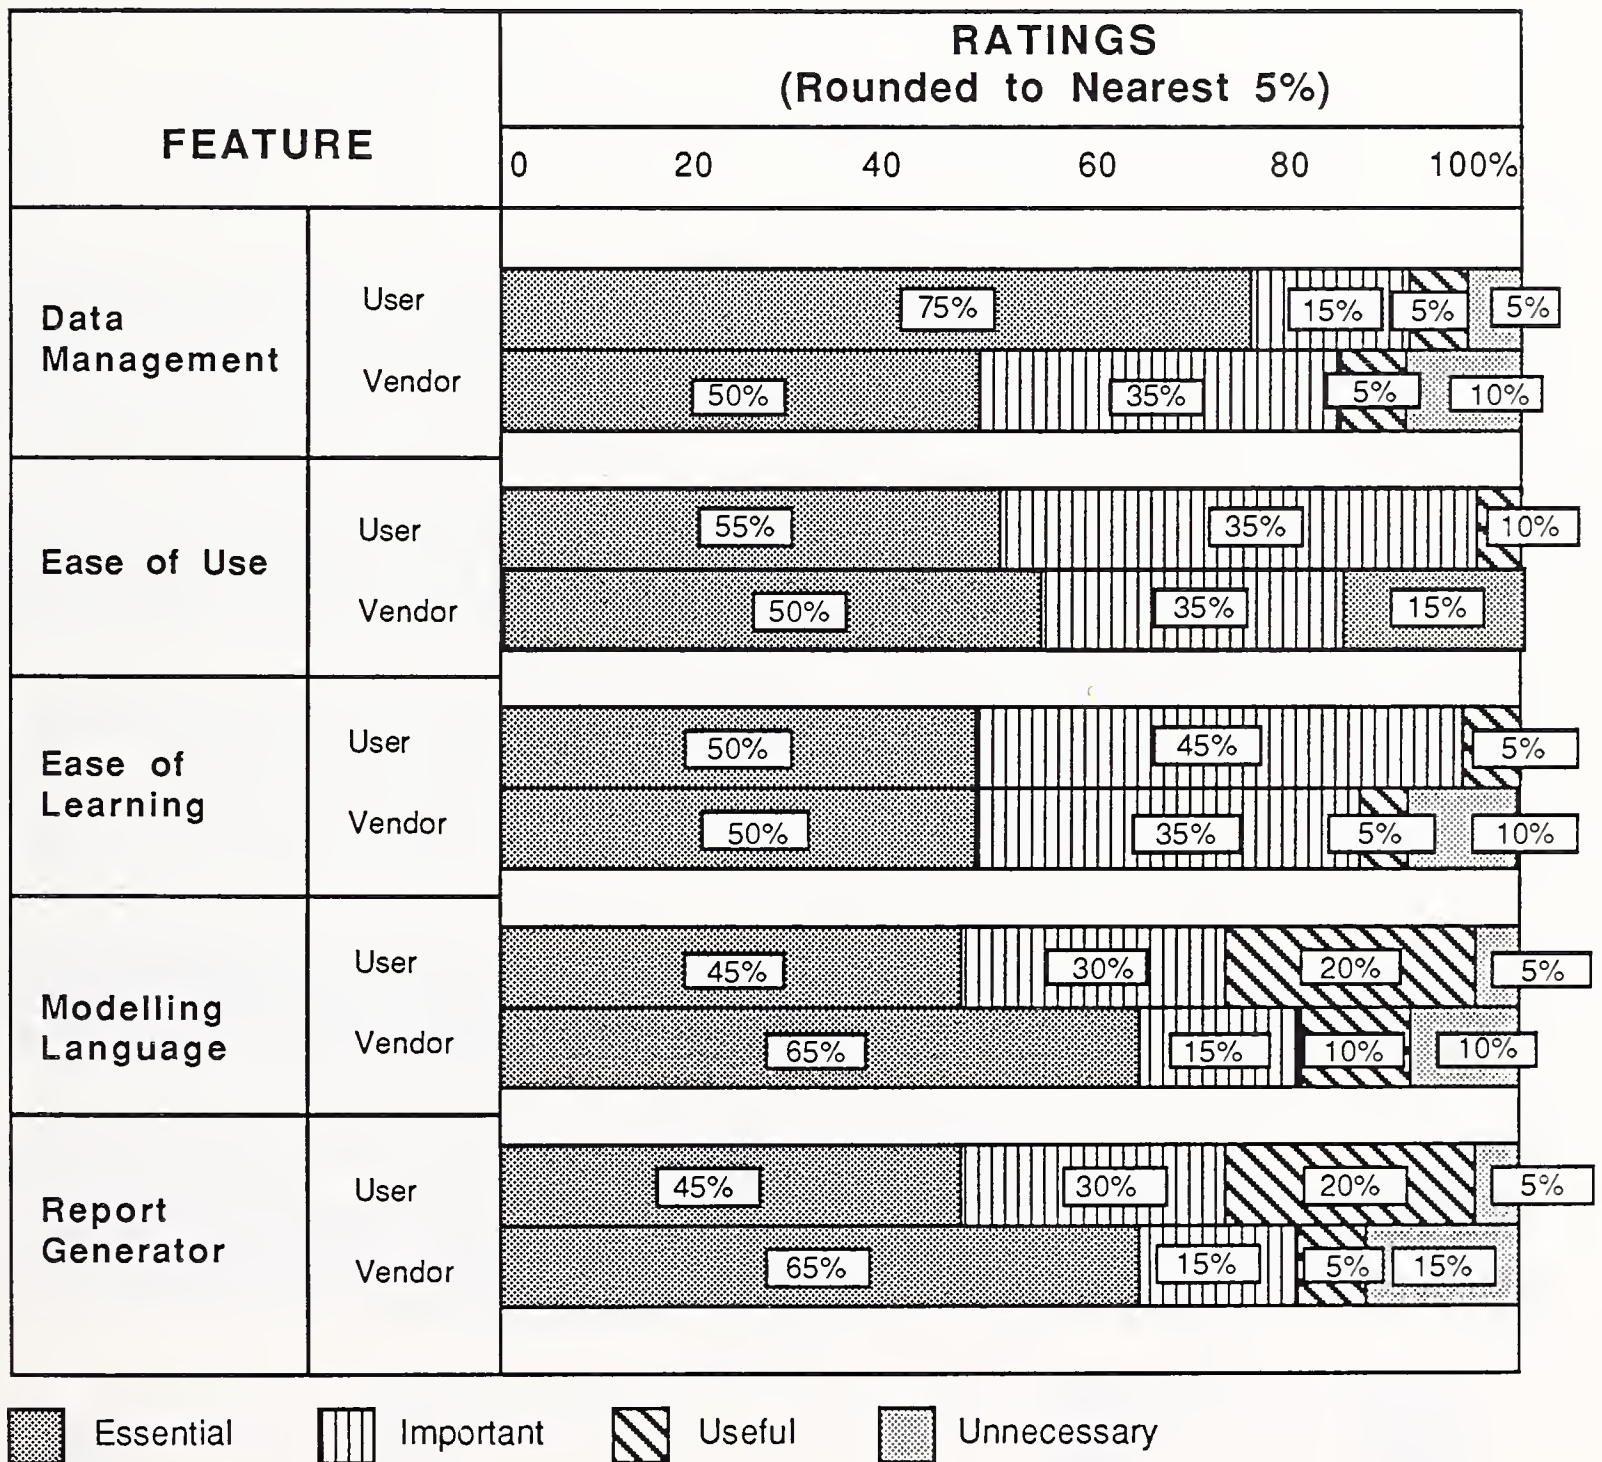 RATINGS
(Rounded to Nearest 5%)
FEATURE
0 20 40 60 80 100%
Data
Management
User
75% 15% 5% 5%
Vendor
50% 35% 5% 10%
Ease of Use
User
55% 35% 10%
Vendor
50% 35% 15%
Ease of
Learning
User
50% 45% 5%
Vendor
50% 35% 5% 10%
Modelling
Language
User
45% 30% 20% 5%
Vendor
65% 15% 10% 10%
Report
Generator
User
45% 30% 20% 5%
Vendor
65% 15% 5% 15%
Essential Important Useful Unnecessary